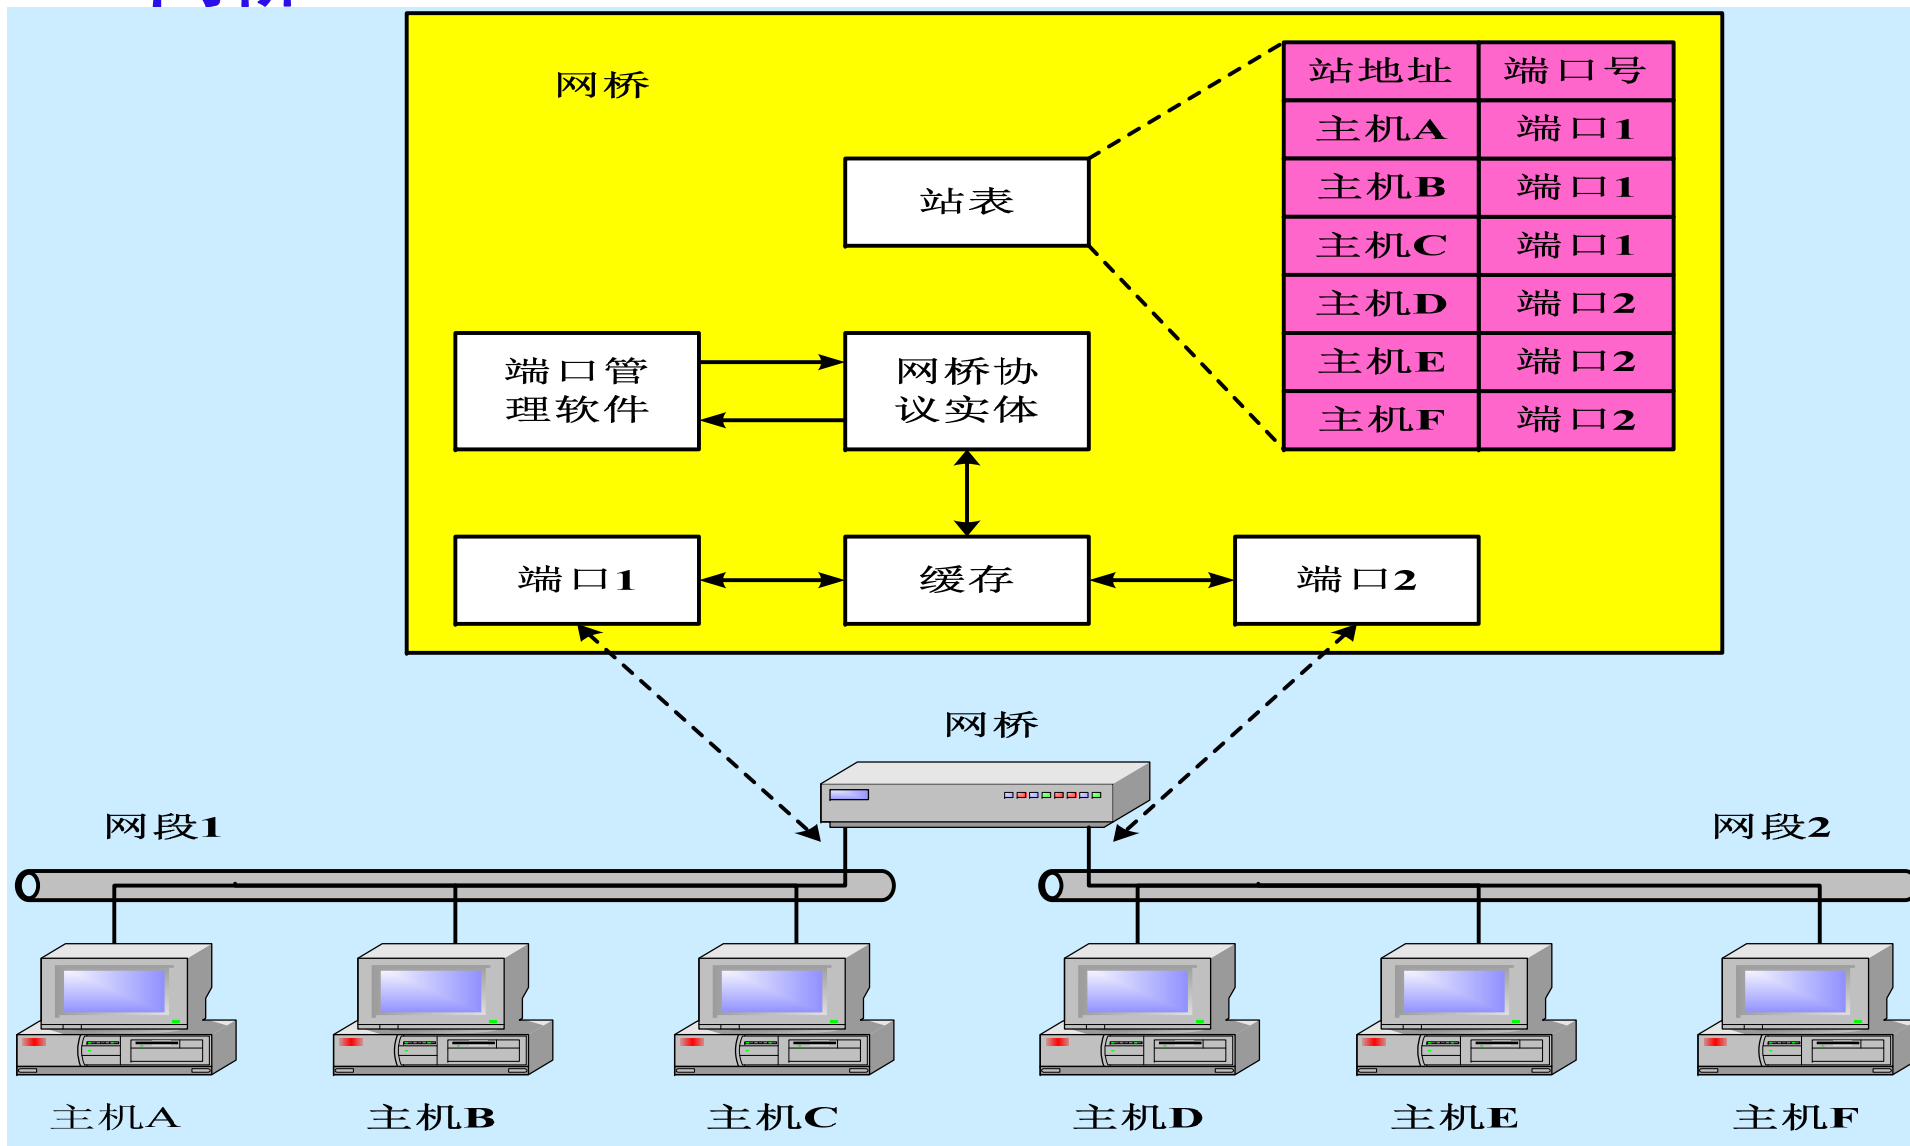 网桥
站地址 端口号
主机A 端口1
主机B 端口1
主机C 端口1
主机D 端口2
主机E 端口2
主机F 端口2
站表
端口管
理软件
网桥协
议实体
端口1
缓存
端口2
网桥
网段1
网段2
主机A
主机B
主机C
主机D
主机E
主机F